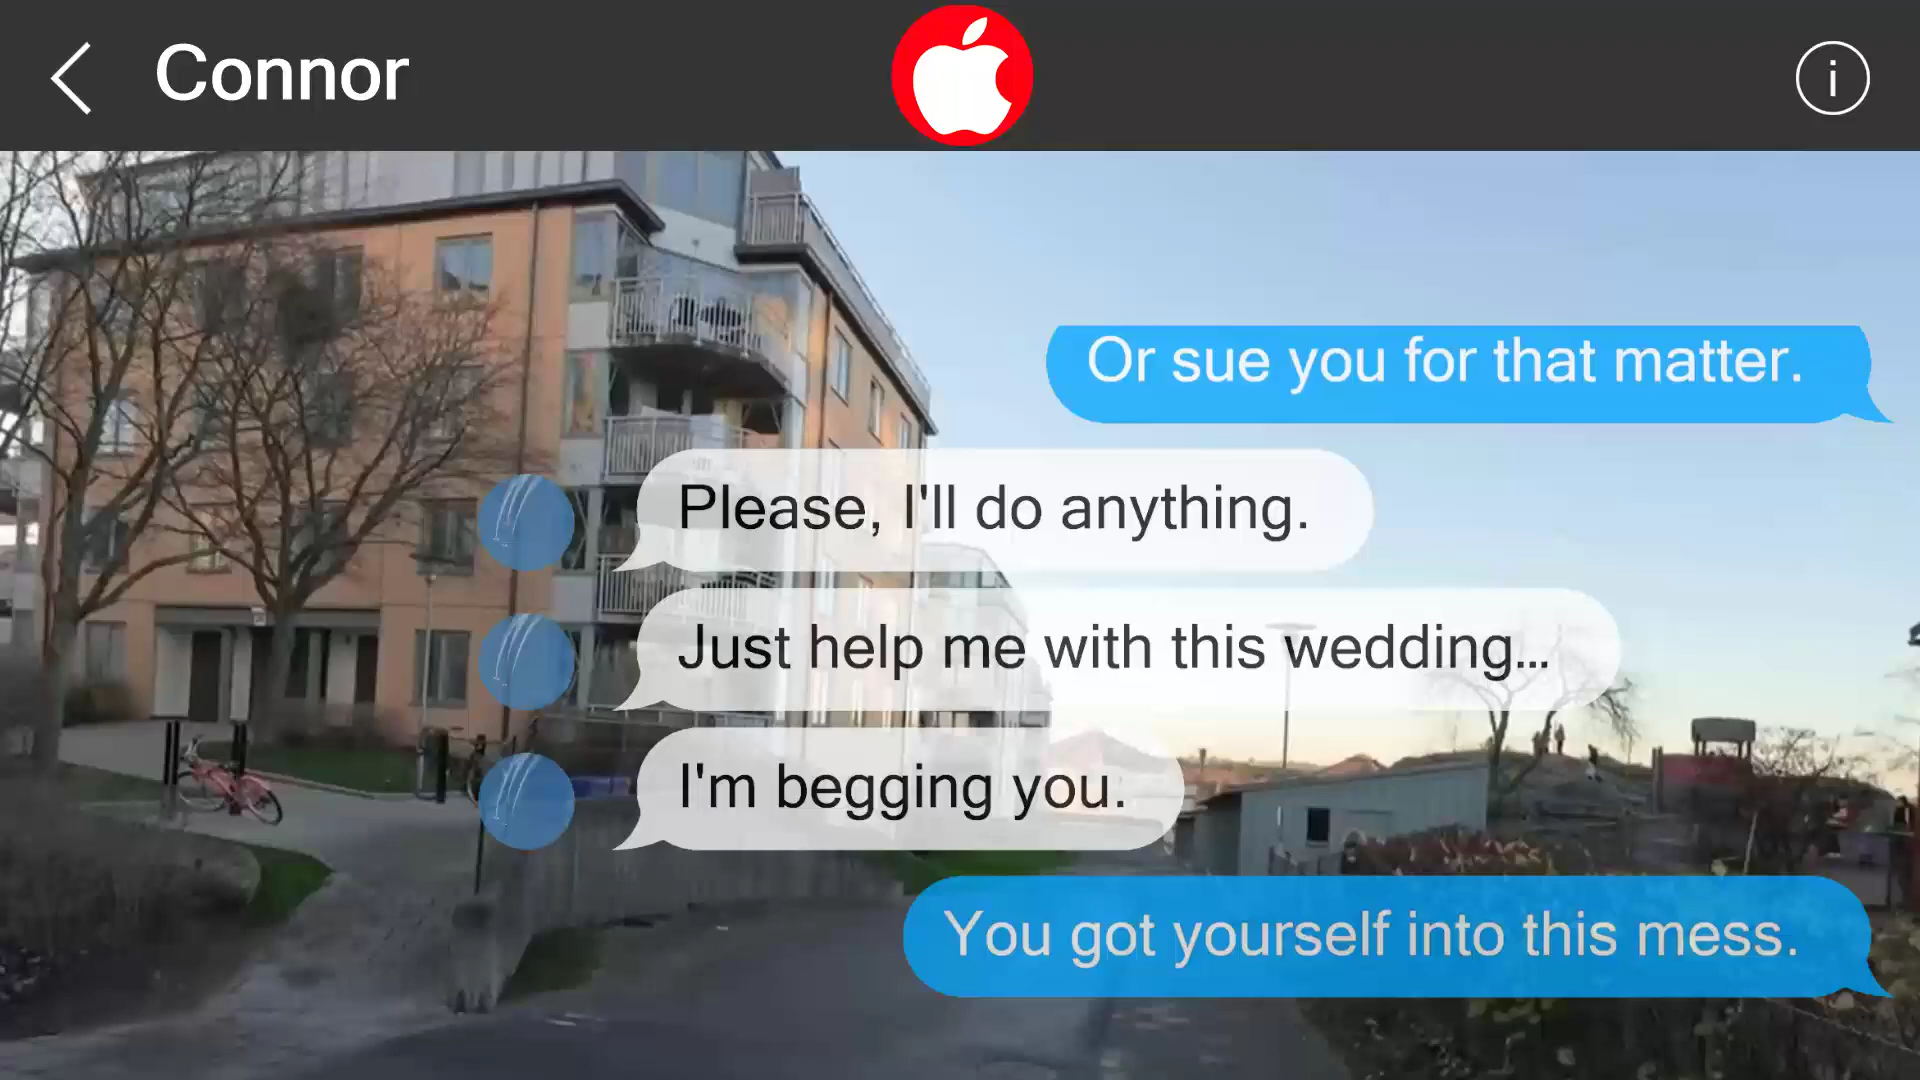 Connor
i
Or sue you for that matter.
Please, I'll do anything.
Just help me with this wedding...
I'm begging you.
You got yourself into this mess.